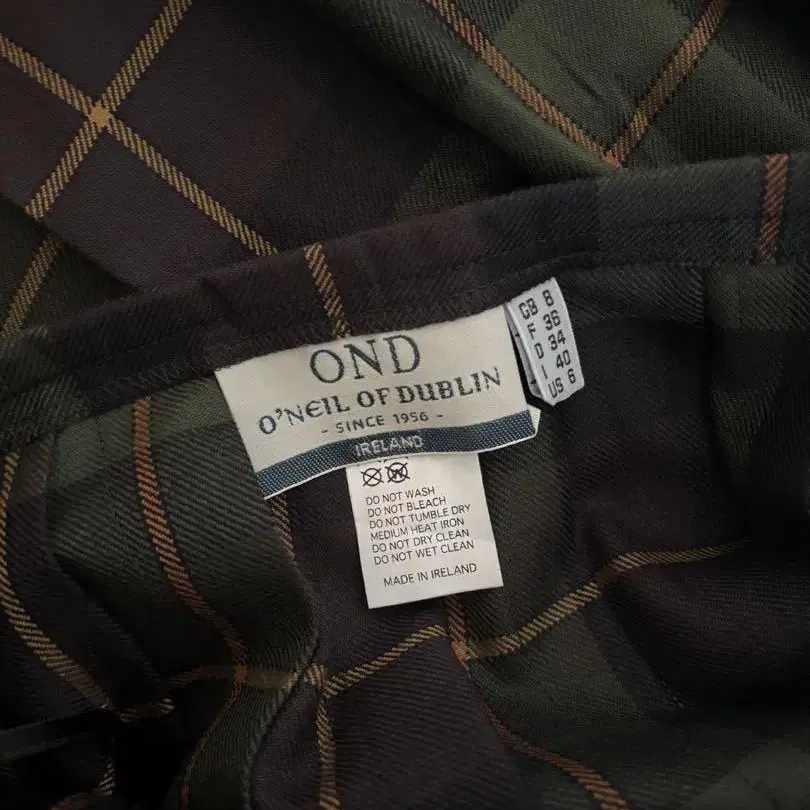 OND
O'NEIL OF DUBLIN
- SINCE 1956 -
IRELAND
GB 8
F 36
D 34
I 40
US 6
W
DO NOT WASH
DO NOT BLEACH
DO NOT TUMBLE DRY
MEDIUM HEAT IRON
DO NOT DRY CLEAN
DO NOT WET CLEAN
MADE IN IRELAND